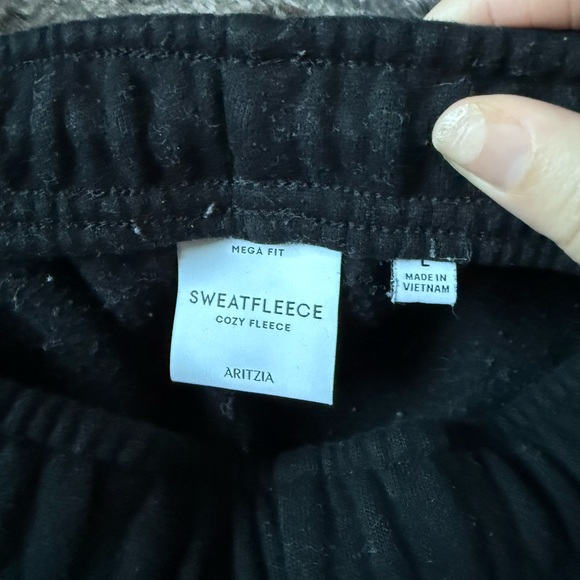 MEGA FIT
SWEATFLEECE
COZY FLEECE
ARITZIA
L
MADE IN
VIETNAM